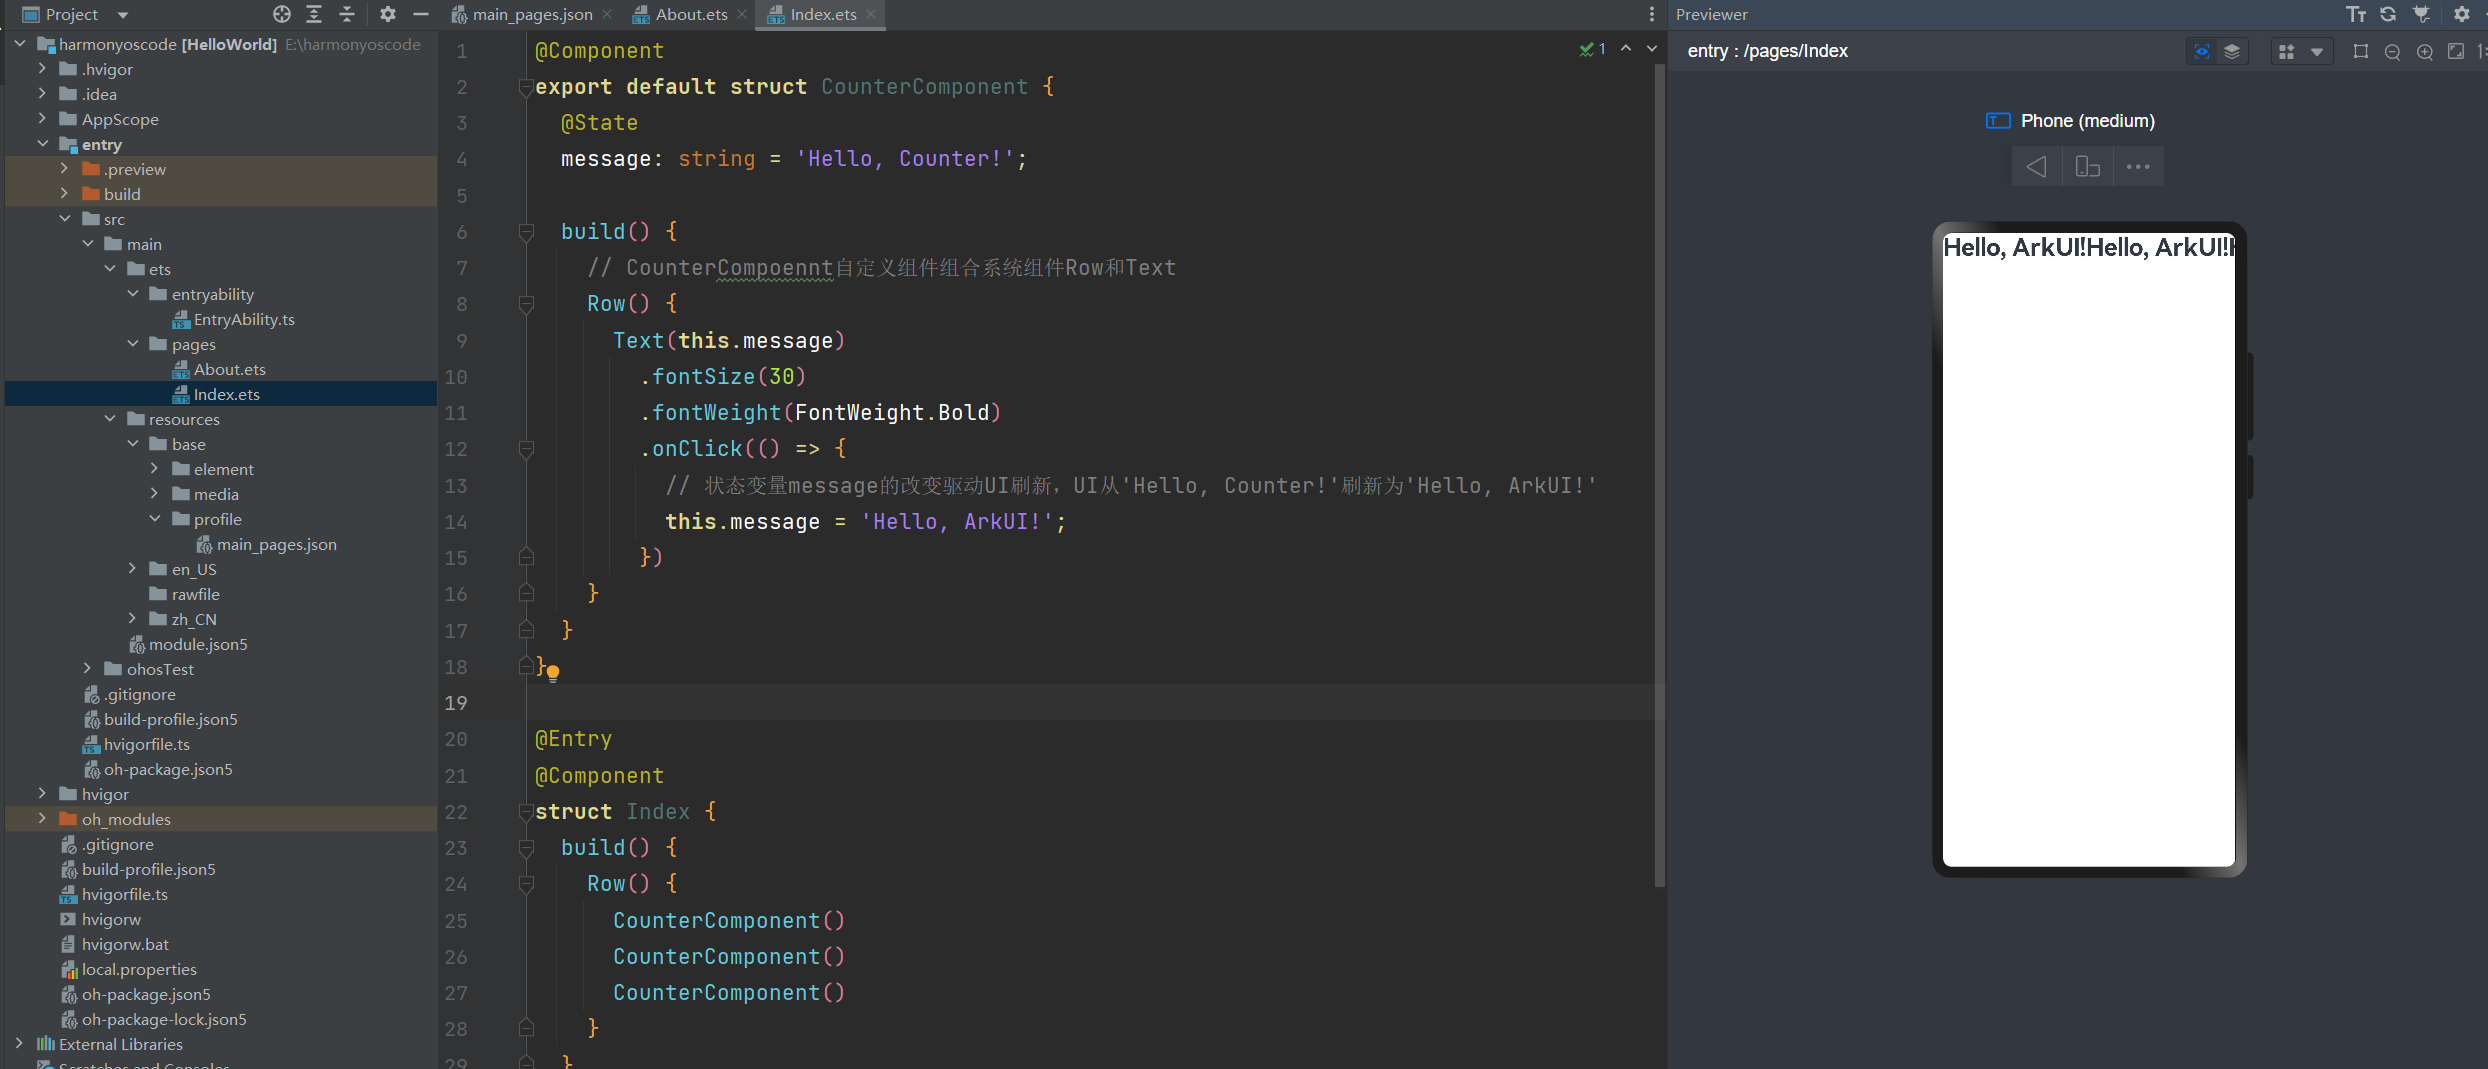 Project
harmonyoscode [HelloWorld] E:\harmonyoscode
.hvigor
.idea
AppScope
entry
.preview
build
src
main
ets
entryability
EntryAbility.ts
pages
About.ets
Index.ets
resources
base
element
media
profile
main_pages.json
en_US
rawfile
zh_CN
module.json5
ohosTest
.gitignore
build-profile.json5
hvigorfile.ts
oh-package.json5
hvigor
oh_modules
.gitignore
build-profile.json5
hvigorfile.ts
hvigorw
hvigorw.bat
local.properties
oh-package.json5
oh-package-lock.json5
External Libraries
Scratches and Consoles
main_pages.json About.ets Index.ets
1
1 @Component
2 export default struct CounterComponent {
3 @State
4 message: string = 'Hello, Counter!';
5
6 build() {
7 // CounterCompoennt自定义组件组合系统组件Row和Text
8 Row() {
9 Text(this.message)
10 .fontSize(30)
11 .fontWeight(FontWeight.Bold)
12 .onClick(() => {
13 // 状态变量message的改变驱动UI刷新，UI从'Hello, Counter!'刷新为'Hello, ArkUI!'
14 this.message = 'Hello, ArkUI!';
15 })
16 }
17 }
18 }
19
20 @Entry
21 @Component
22 struct Index {
23 build() {
24 Row() {
25 CounterComponent()
26 CounterComponent()
27 CounterComponent()
28 }
29 }
Previewer
entry : /pages/Index
Phone (medium)
Hello, ArkUI!Hello, ArkUI!H